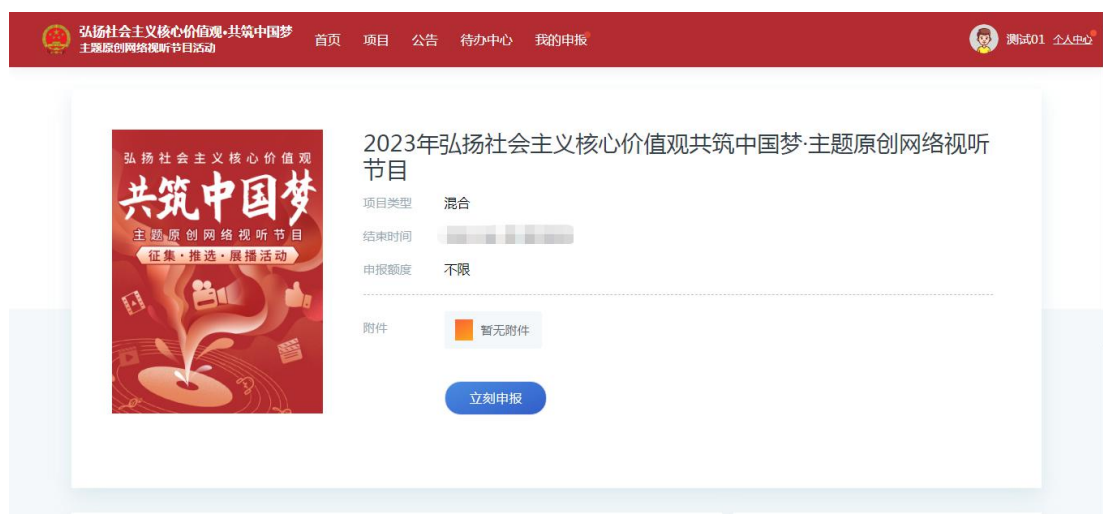 弘扬社会主义核心价值观·共筑中国梦
主题原创网络视听节目活动
首页 项目 公告 待办中心 我的申报
测试01 个人中心
弘扬社会主义核心价值观
共筑中国梦
主题原创网络视听节目
征集·推选·展播活动
2023年弘扬社会主义核心价值观共筑中国梦·主题原创网络视听
节目
项目类型 混合
结束时间
申报额度 不限
附件 暂无附件
立刻申报